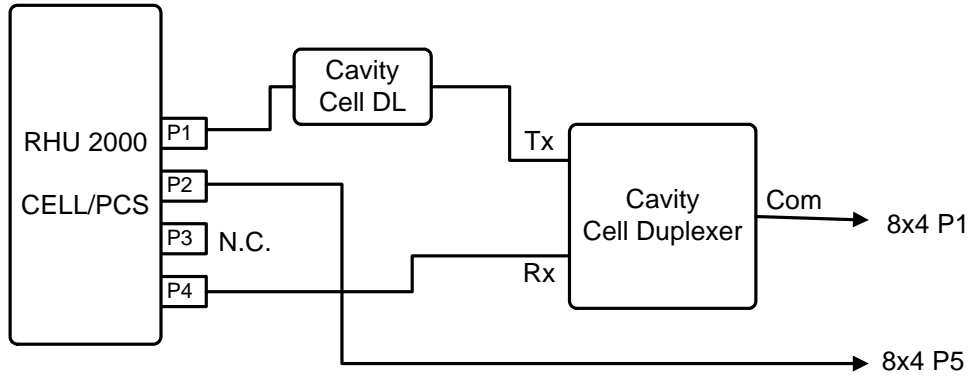 Cavity
Cell DL
RHU 2000
CELL/PCS
P1
P2
P3
P4
N.C.
Tx
Rx
Cavity
Cell Duplexer
Com
8x4 P1
8x4 P5